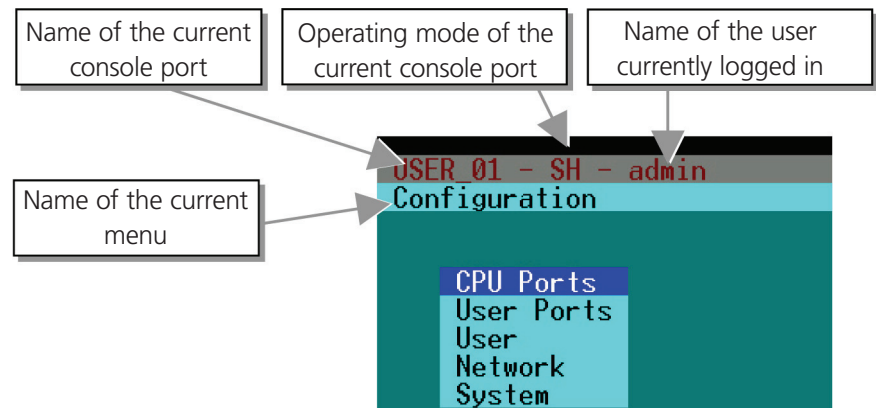 Name of the current
console port
Operating mode of the
current console port
Name of the user
currently logged in
USER_01 - SH - admin
Configuration
Name of the current
menu
CPU Ports
User Ports
User
Network
System